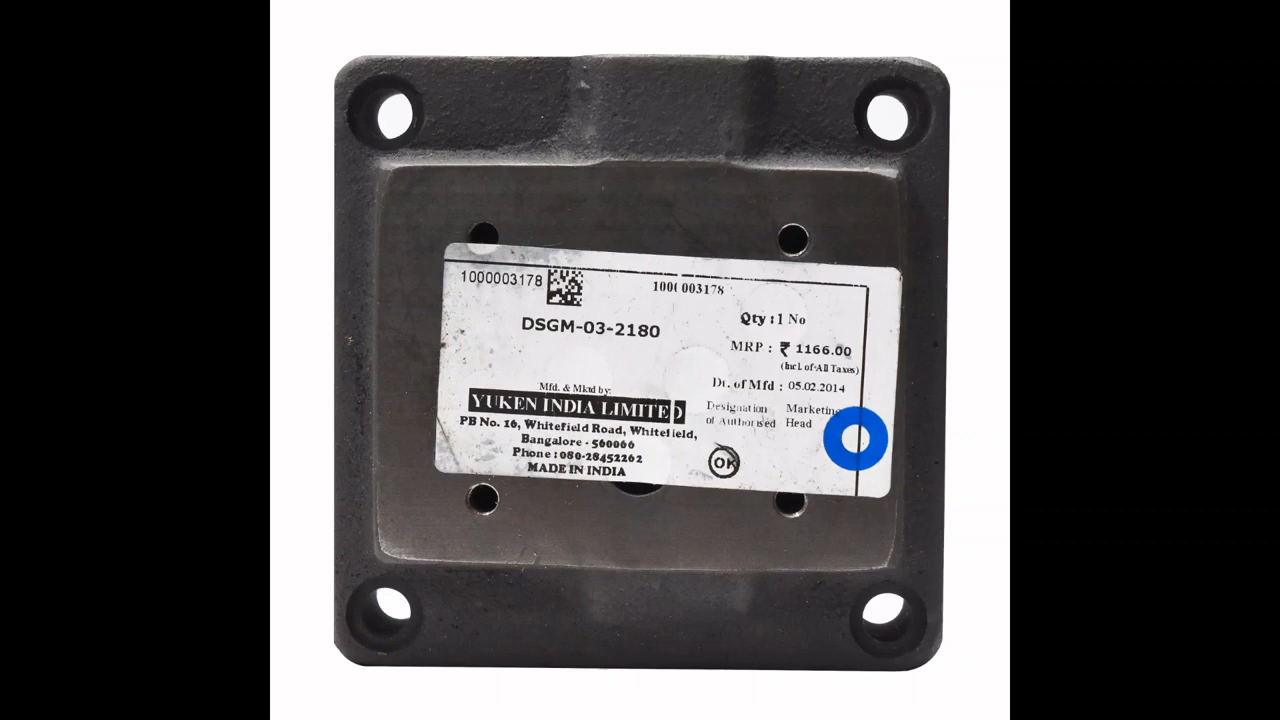 1000003178
1000003178
DSGM-03-2180
Qty : 1 No
MRP : ₹ 1166.00
(Incl. of All Taxes)
Dt. of Mfd : 05.02.2014
Mfd. & Mktd by:
YUKEN INDIA LIMITED
PB No. 16, Whitefield Road, Whitefield,
Bangalore - 560066
Phone : 080-28452262
MADE IN INDIA
Designation Marketing
of Authorised Head
OK